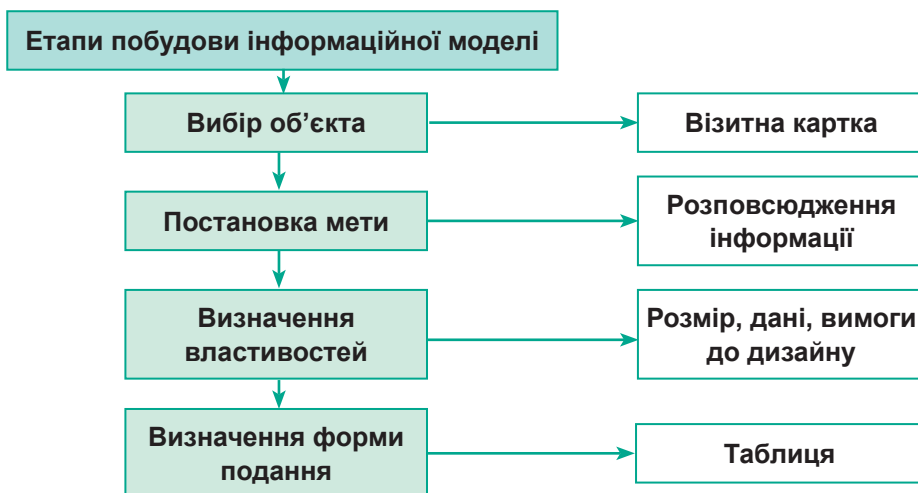 Етапи побудови інформаційної моделі
Вибір об’єкта
Візитна картка
Постановка мети
Розповсюдження
інформації
Визначення
властивостей
Розмір, дані, вимоги
до дизайну
Визначення форми
подання
Таблиця